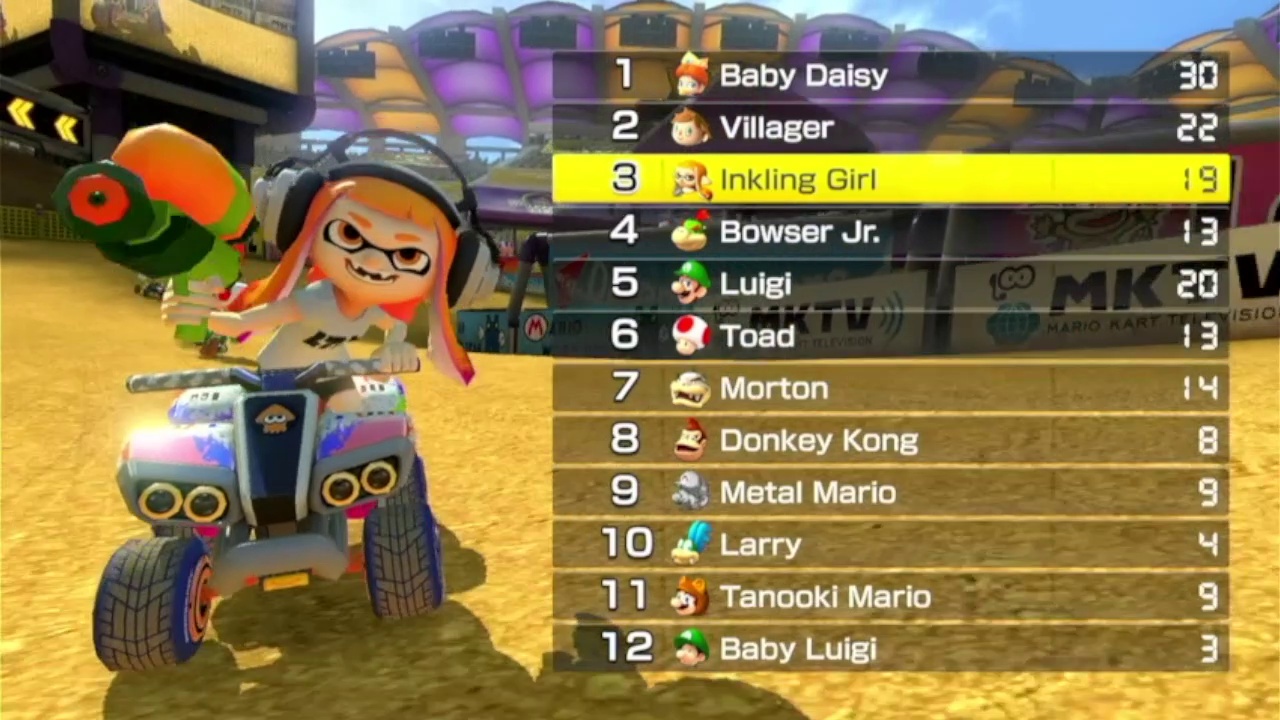 1 Baby Daisy 30
2 Villager 22
3 Inkling Girl 19
4 Bowser Jr. 13
5 Luigi 20
6 Toad 13
7 Morton 14
8 Donkey Kong 8
9 Metal Mario 9
10 Larry 4
11 Tanooki Mario 9
12 Baby Luigi 3
MKTV
MARIO KART TELEVISION
M MARIO
MKTV